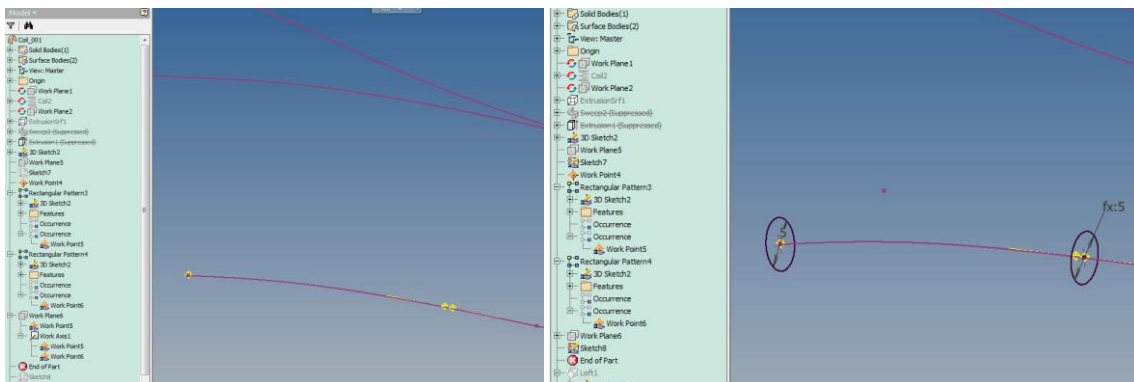 Model
Coil_001
Solid Bodies(1)
Surface Bodies(2)
View: Master
Origin
Work Plane1
Coil2
Work Plane2
ExtrusionSrf1
Sweep2 (Suppressed)
Extrusion1 (Suppressed)
3D Sketch2
Work Plane5
Sketch7
Work Point4
Rectangular Pattern3
3D Sketch2
Features
Occurrence
Occurrence
Work Point5
Rectangular Pattern4
3D Sketch2
Features
Occurrence
Occurrence
Work Point6
Work Plane6
Work Point5
Work Axis1
Work Point5
Work Point6
End of Part
Sketch8
Solid Bodies(1)
Surface Bodies(2)
View: Master
Origin
Work Plane1
Coil2
Work Plane2
ExtrusionSrf1
Sweep2 (Suppressed)
Extrusion1 (Suppressed)
3D Sketch2
Work Plane5
Sketch7
Work Point4
Rectangular Pattern3
3D Sketch2
Features
Occurrence
Occurrence
Work Point5
Rectangular Pattern4
3D Sketch2
Features
Occurrence
Occurrence
Work Point6
Work Plane6
Sketch8
End of Part
Loft1
5
fx:5